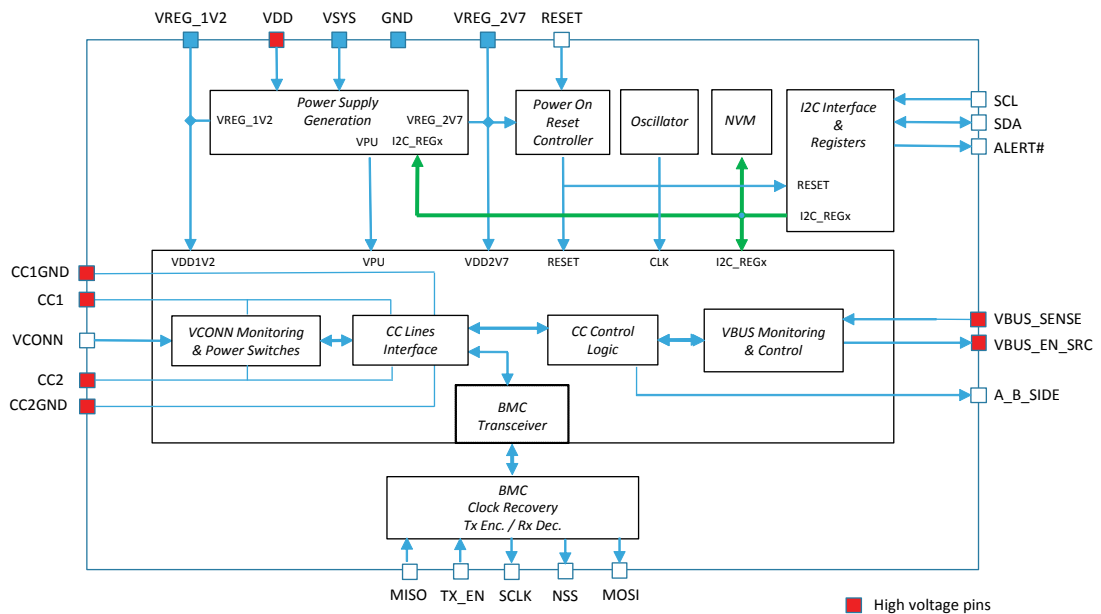 VREG_1V2 VDD VSYS GND VREG_2V7 RESET
Power Supply
Generation
VREG_1V2
VREG_2V7
VPU I2C_REGx
Power On
Reset
Controller
Oscillator
NVM
I2C Interface
&
Registers
RESET
I2C_REGx
SCL
SDA
ALERT#
VDD1V2 VPU VDD2V7 RESET CLK I2C_REGx
CC1GND
CC1
VCONN
CC2
CC2GND
VCONN Monitoring
& Power Switches
CC Lines
Interface
CC Control
Logic
VBUS Monitoring
& Control
VBUS_SENSE
VBUS_EN_SRC
A_B_SIDE
BMC
Transceiver
BMC
Clock Recovery
Tx Enc. / Rx Dec.
MISO TX_EN SCLK NSS MOSI
High voltage pins